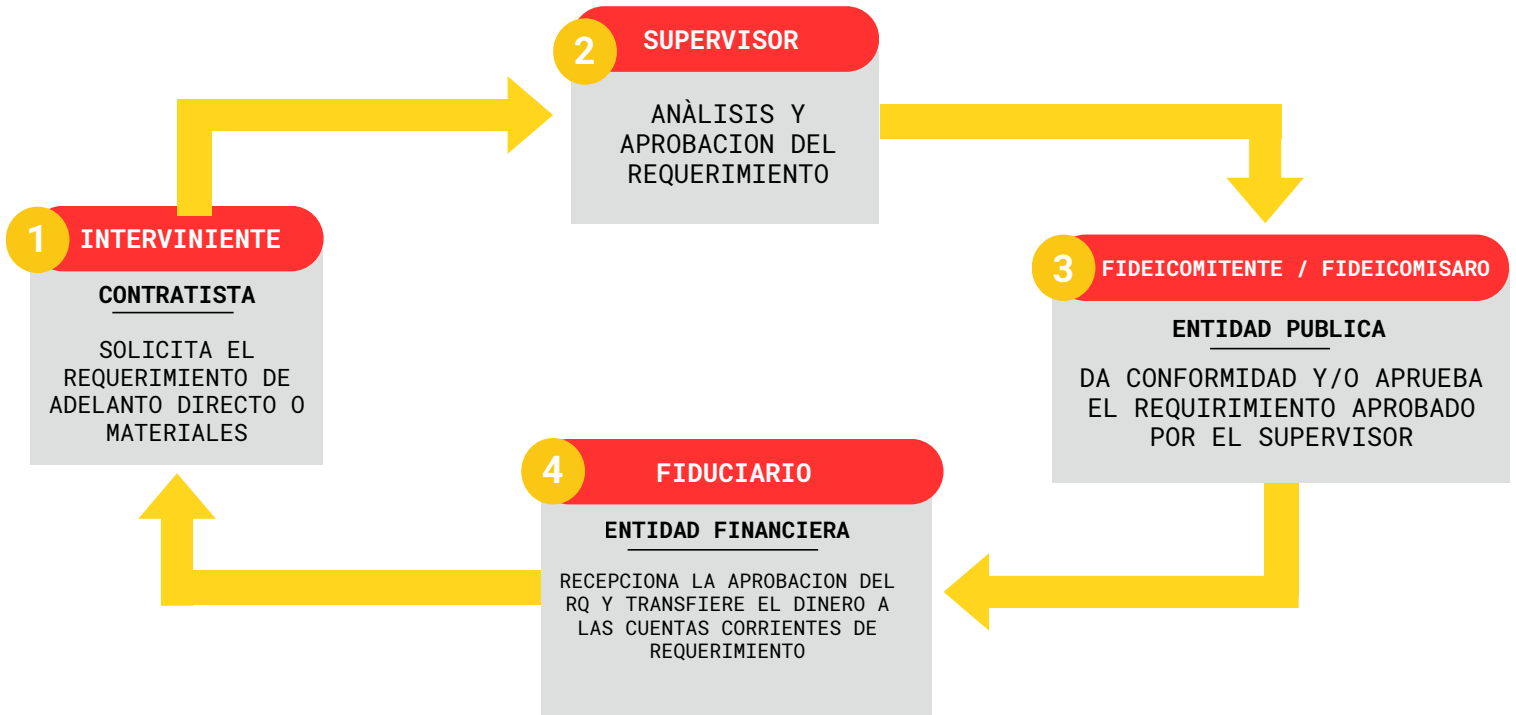 1
INTERVINIENTE
CONTRATISTA
SOLICITA EL
REQUERIMIENTO DE
ADELANTO DIRECTO O
MATERIALES
2
SUPERVISOR
ANÀLISIS Y
APROBACION DEL
REQUERIMIENTO
3
FIDEICOMITENTE / FIDEICOMISARO
ENTIDAD PUBLICA
DA CONFORMIDAD Y/O APRUEBA
EL REQUIRIMIENTO APROBADO
POR EL SUPERVISOR
4
FIDUCIARIO
ENTIDAD FINANCIERA
RECEPCIONA LA APROBACION DEL
RQ Y TRANSFIERE EL DINERO A
LAS CUENTAS CORRIENTES DE
REQUERIMIENTO